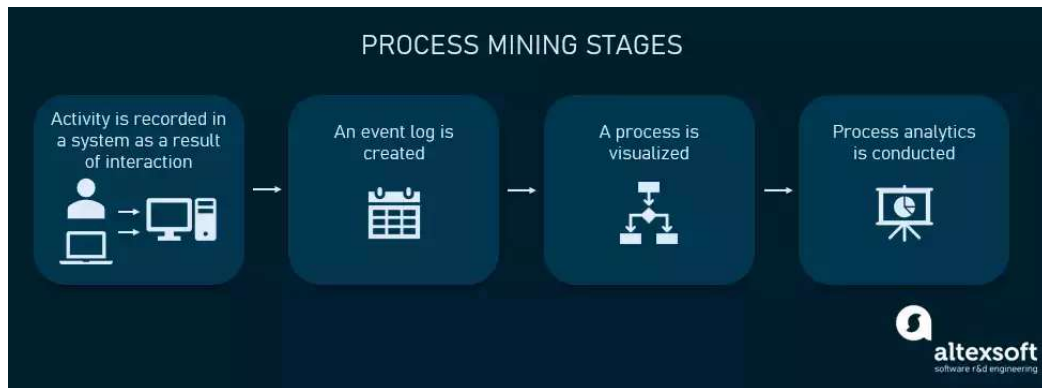 PROCESS MINING STAGES
Activity is recorded in
a system as a result
of interaction
An event log is
created
A process is
visualized
Process analytics
is conducted
altexsoft
software r&d engineering